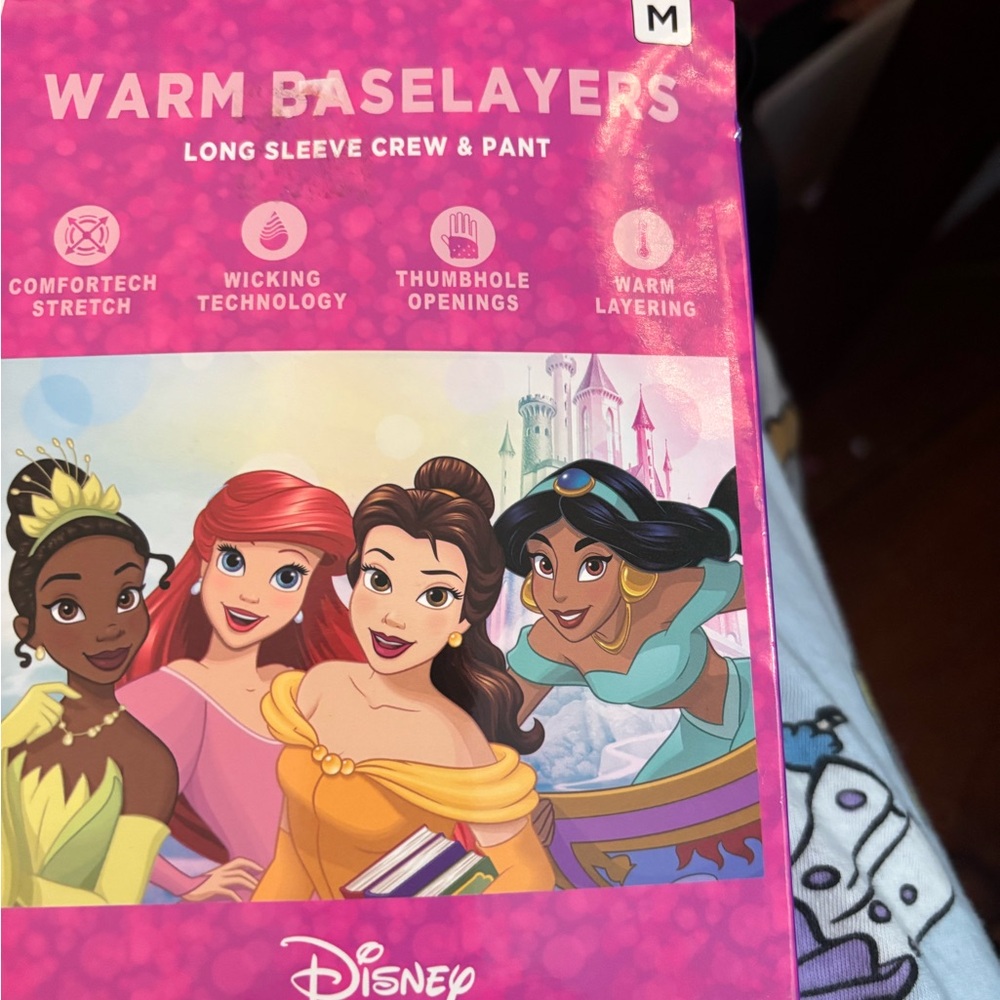 M
WARM BASELAYERS
LONG SLEEVE CREW & PANT
COMFORTECH
STRETCH
WICKING
TECHNOLOGY
THUMBHOLE
OPENINGS
WARM
LAYERING
DISNEY